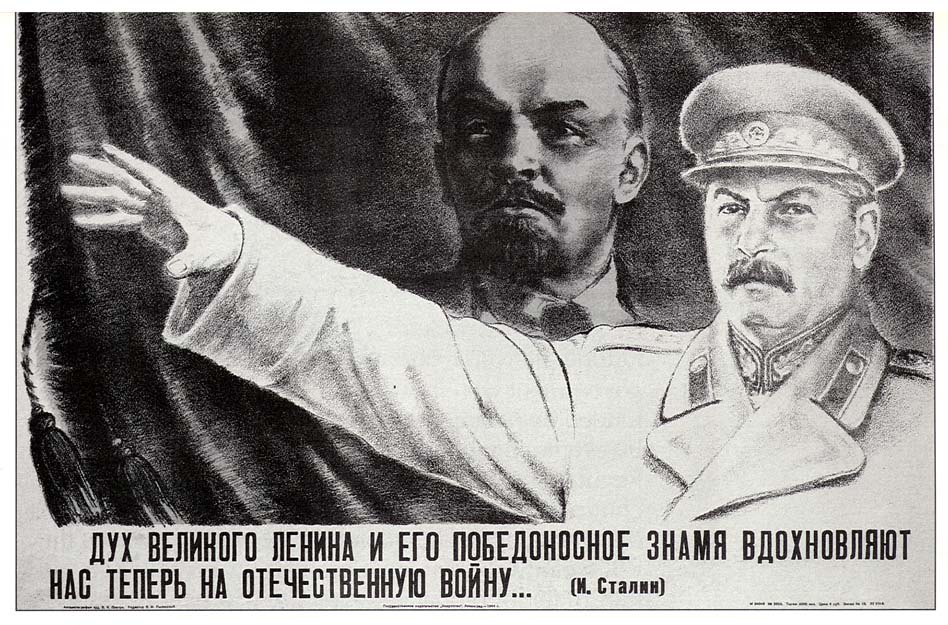 ДУХ ВЕЛИКОГО ЛЕНИНА И ЕГО ПОБЕДОНОСНОЕ ЗНАМЯ ВДОХНОВЛЯЮТ
НАС ТЕПЕРЬ НА ОТЕЧЕСТВЕННУЮ ВОЙНУ... (И. Сталин)